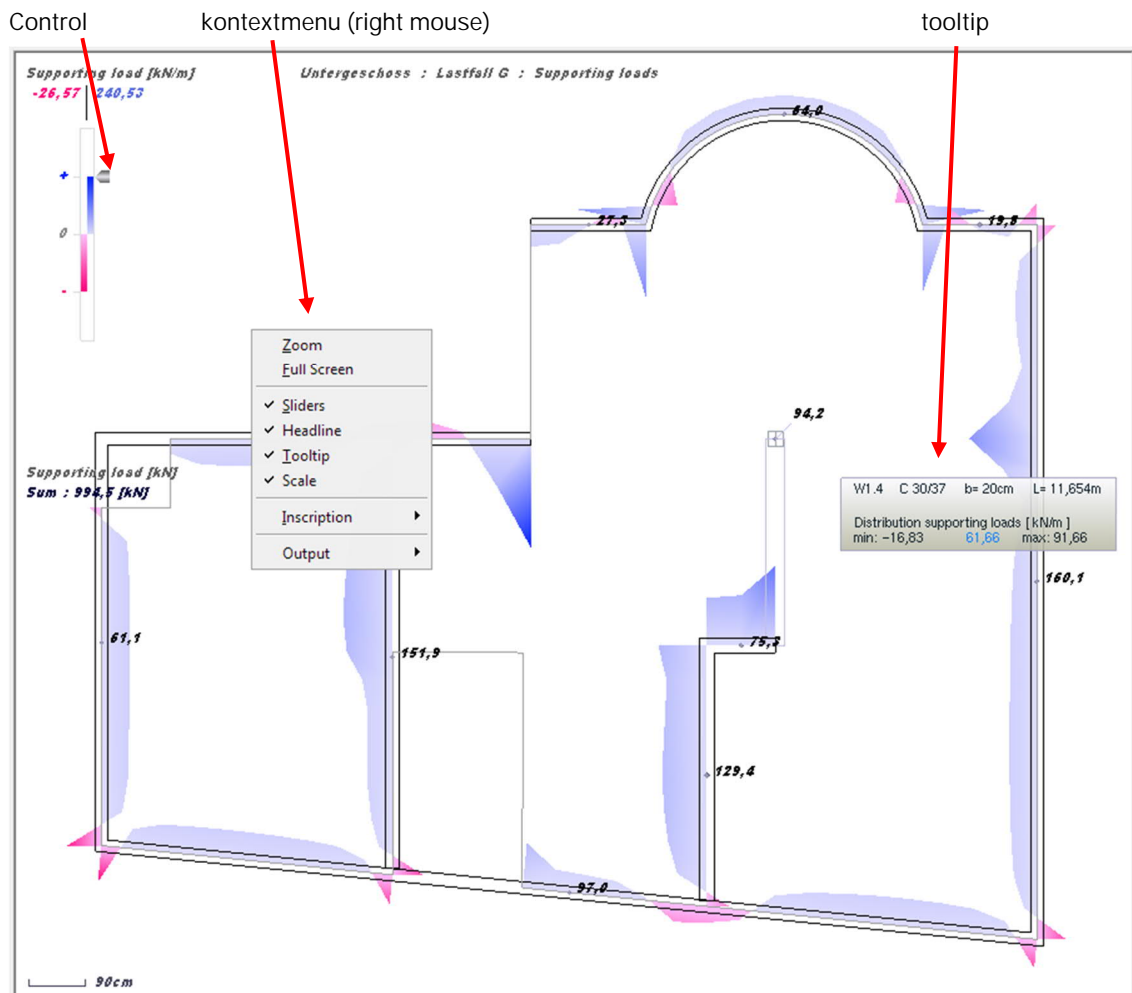 Control
kontextmenu (right mouse)
tooltip
Supporting load [kN/m]
Untergeschoss : Lastfall G : Supporting loads
-26,57
240,53
64,0
+
27,3
19,8
0
-
Zoom
Full Screen
✓ Sliders
✓ Headline
✓ Tooltip
✓ Scale
Inscription
Output
94,2
Supporting load [kN]
Sum : 994,5 [kN]
W1.4 C 30/37 b= 20cm L= 11,654m
Distribution supporting loads [ kN/m ]
min: -16,83 61,66 max: 91,66
160,1
61,1
151,9
75,3
129,4
97,0
90cm